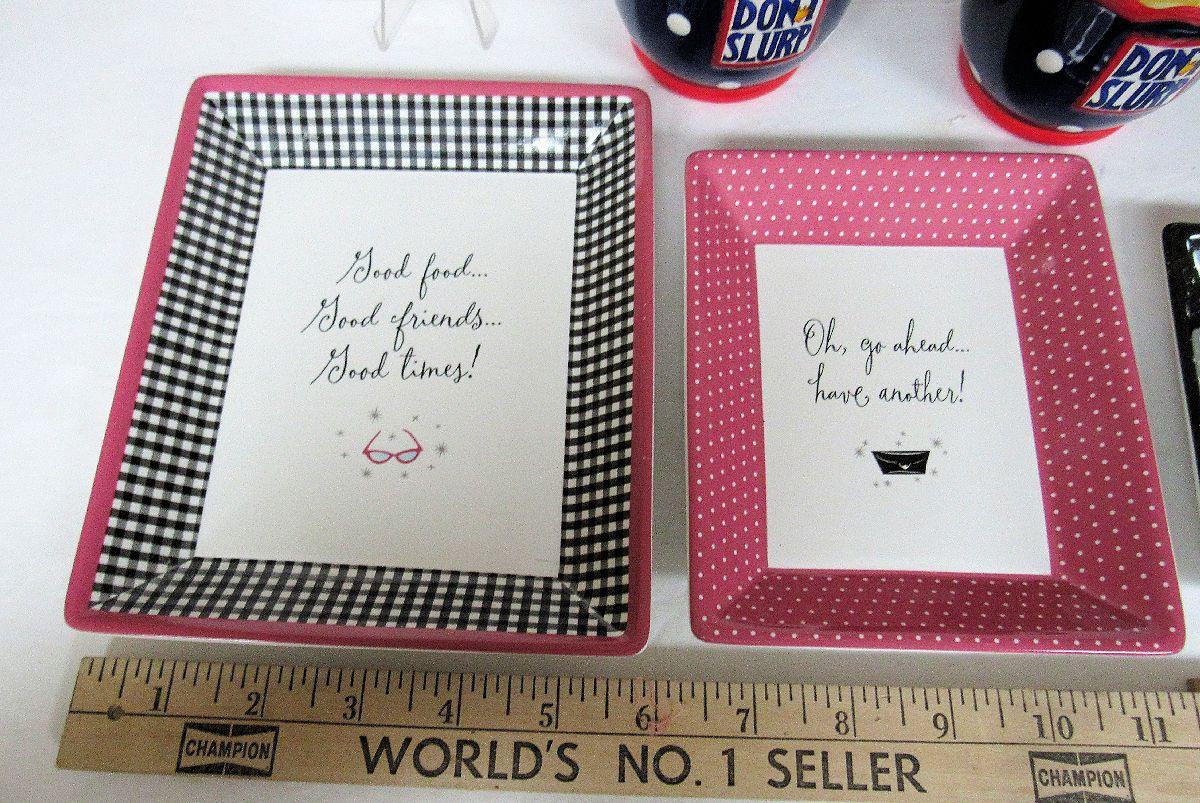 DON'T
SLURP
DON'T
SLURP
Good food...
Good friends...
Good times!
Oh, go ahead...
have another!
1 2 3 4 5 6 7 8 9 10 11
CHAMPION WORLD'S NO. 1 SELLER CHAMPION